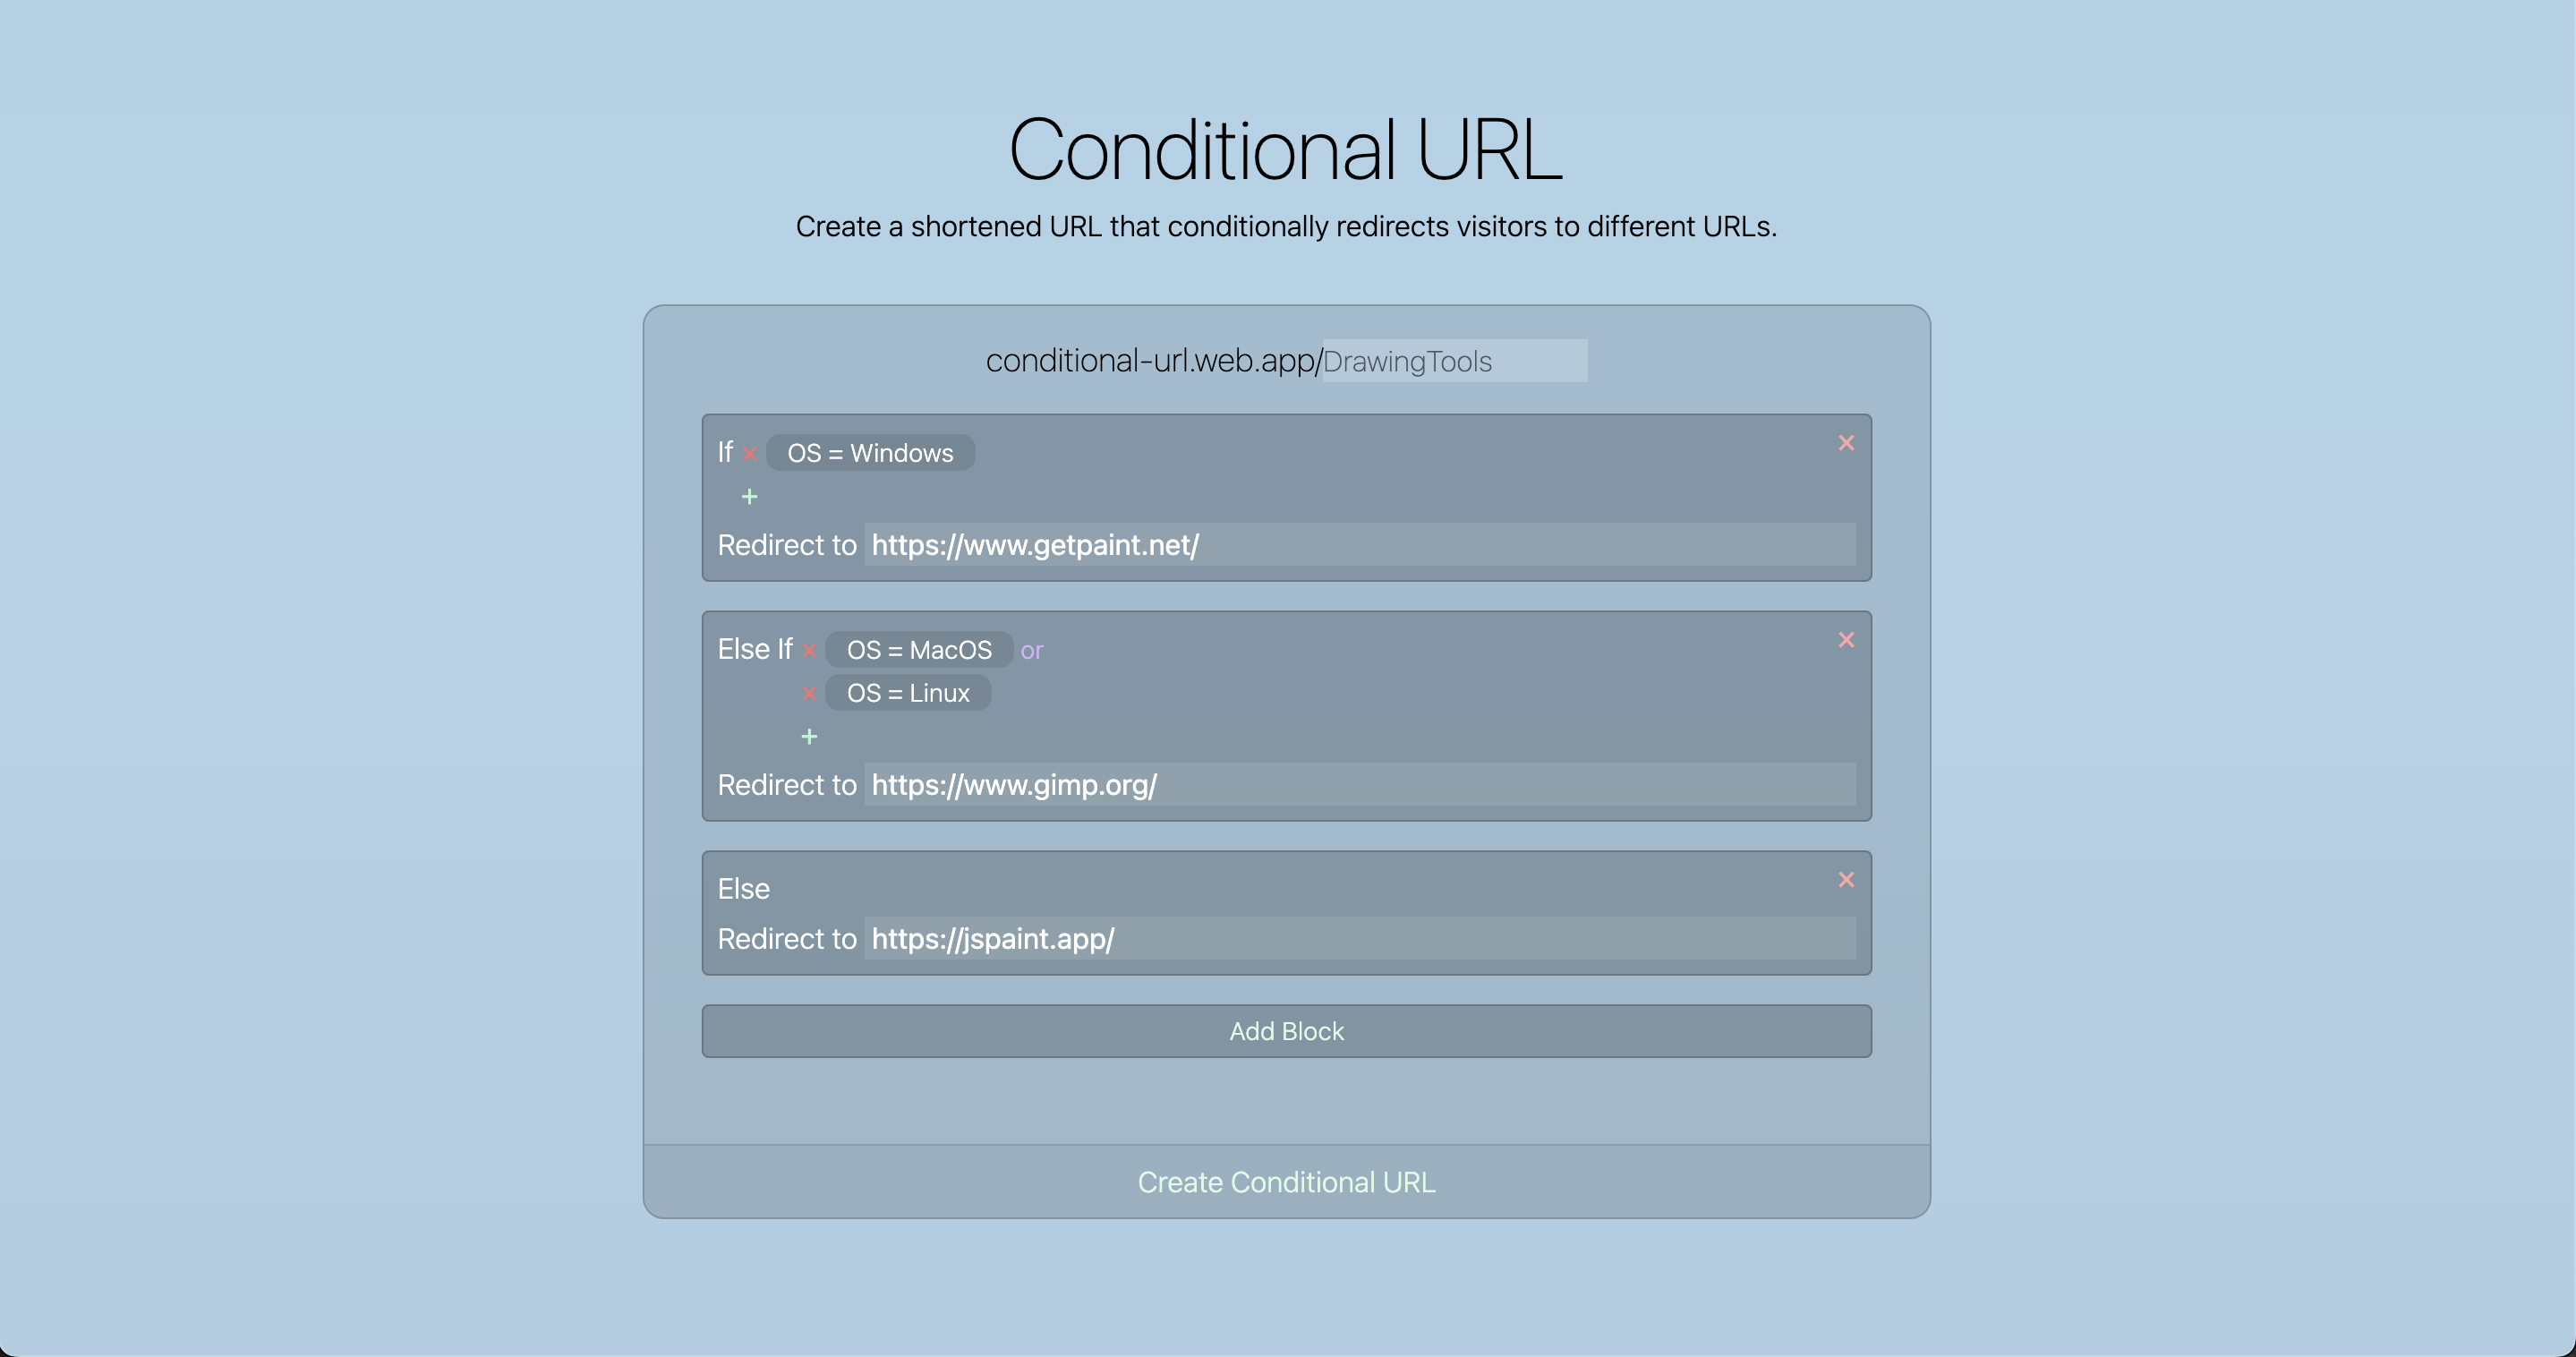 Conditional URL
Create a shortened URL that conditionally redirects visitors to different URLs.
conditional-url.web.app/DrawingTools
If × OS = Windows ×
+
Redirect to https://www.getpaint.net/
Else If × OS = MacOS or ×
× OS = Linux
+
Redirect to https://www.gimp.org/
Else ×
Redirect to https://jspaint.app/
Add Block
Create Conditional URL